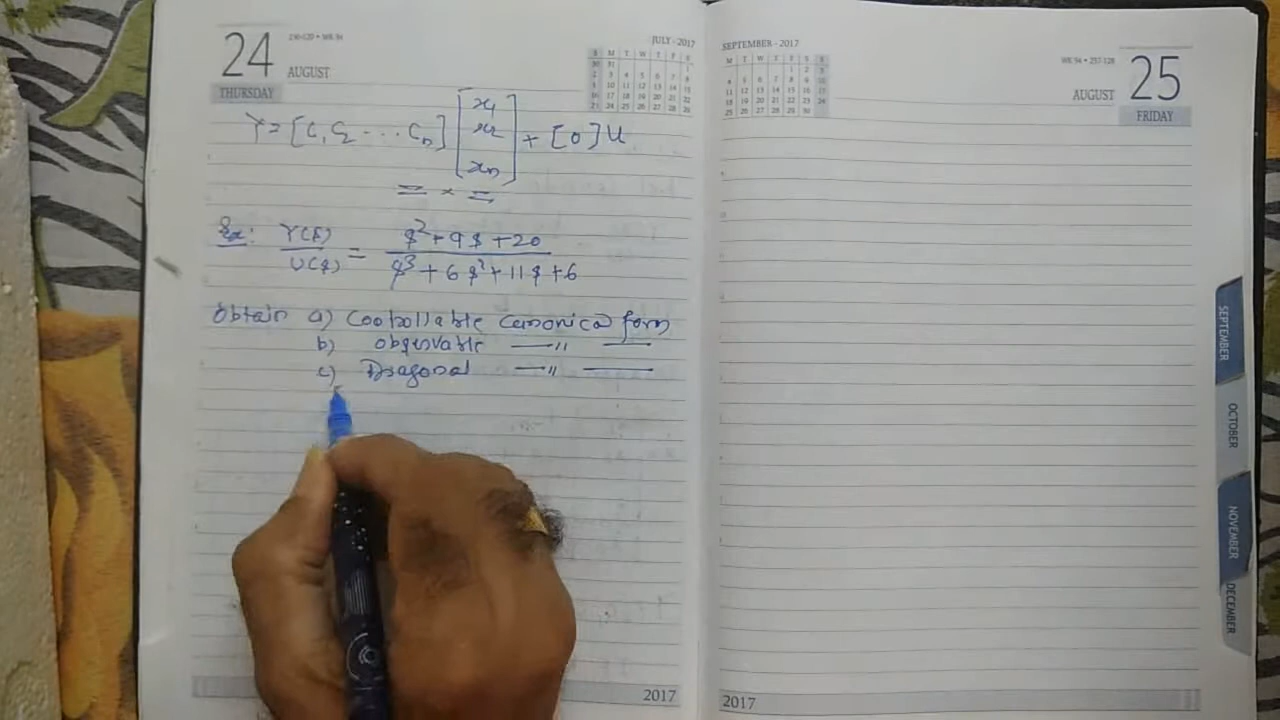 24
AUGUST
THURSDAY
JULY - 2017
Y = [C₁ C₂ ---- Cₙ] [x₁ x₂ xₙ] + [0] U
= x =
Ex: Y(s)/U(s) = (s² + 9s + 20)/(s³ + 6s² + 11s + 6)
Obtain a) Controllable Canonical form
b) Observable —〃 —
c) Diagonal —〃 —
2017
SEPTEMBER - 2017
25
AUGUST
FRIDAY
SEPTEMBER
OCTOBER
NOVEMBER
DECEMBER
2017